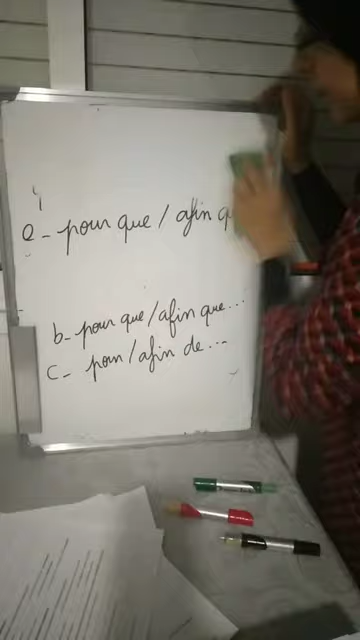 e- pour que / afin q
b- pour que / afin que...
c- pour / afin de...